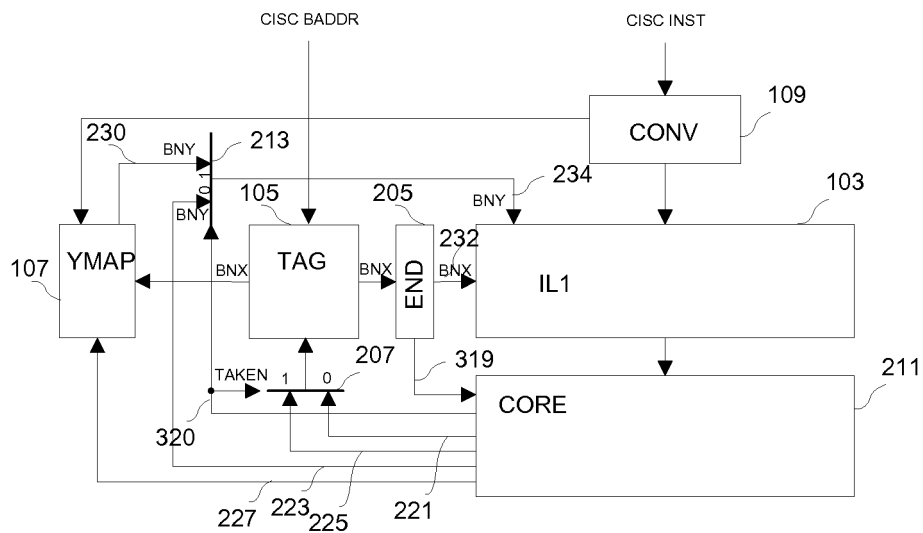 CISC BADDR
CISC INST
109
CONV
230
BNY
213
0 1
BNY
234
BNY
105
205
103
107
YMAP
BNX
TAG
BNX
END
232
BNX
IL1
TAKEN
1
0
207
319
211
320
CORE
227
223
225
221